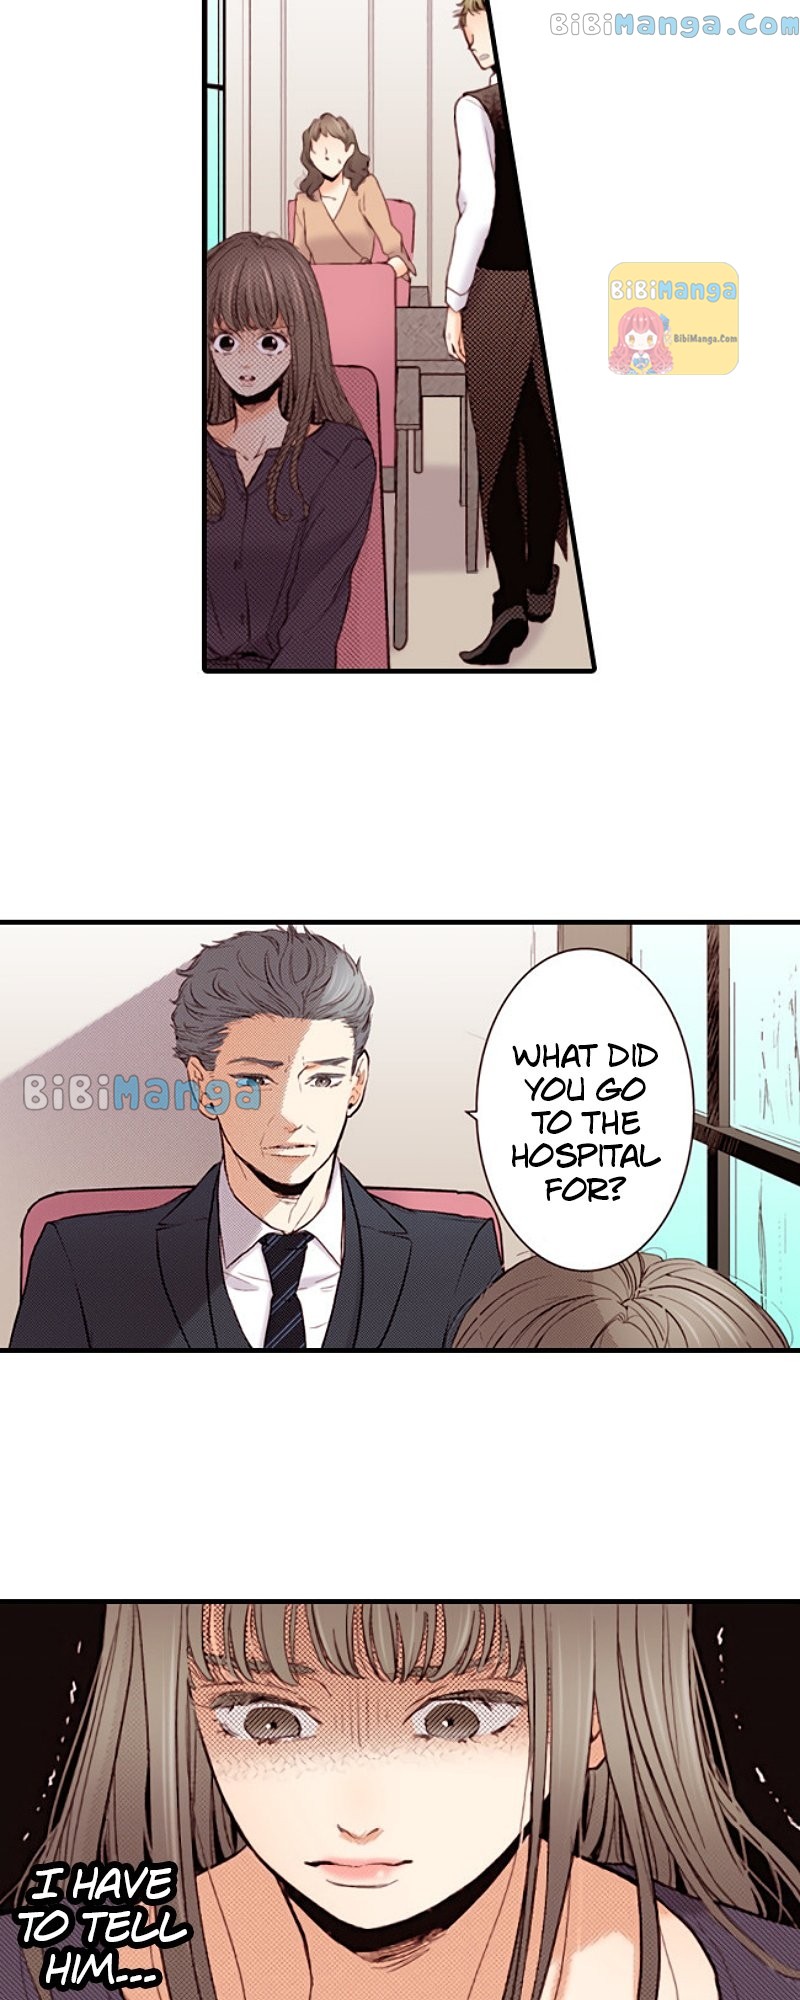 BiBiManga.Com
BiBiManga
BibiManga.Com
WHAT DID
YOU GO
TO THE
HOSPITAL
FOR?
BiBiManga
I HAVE
TO TELL
HIM...